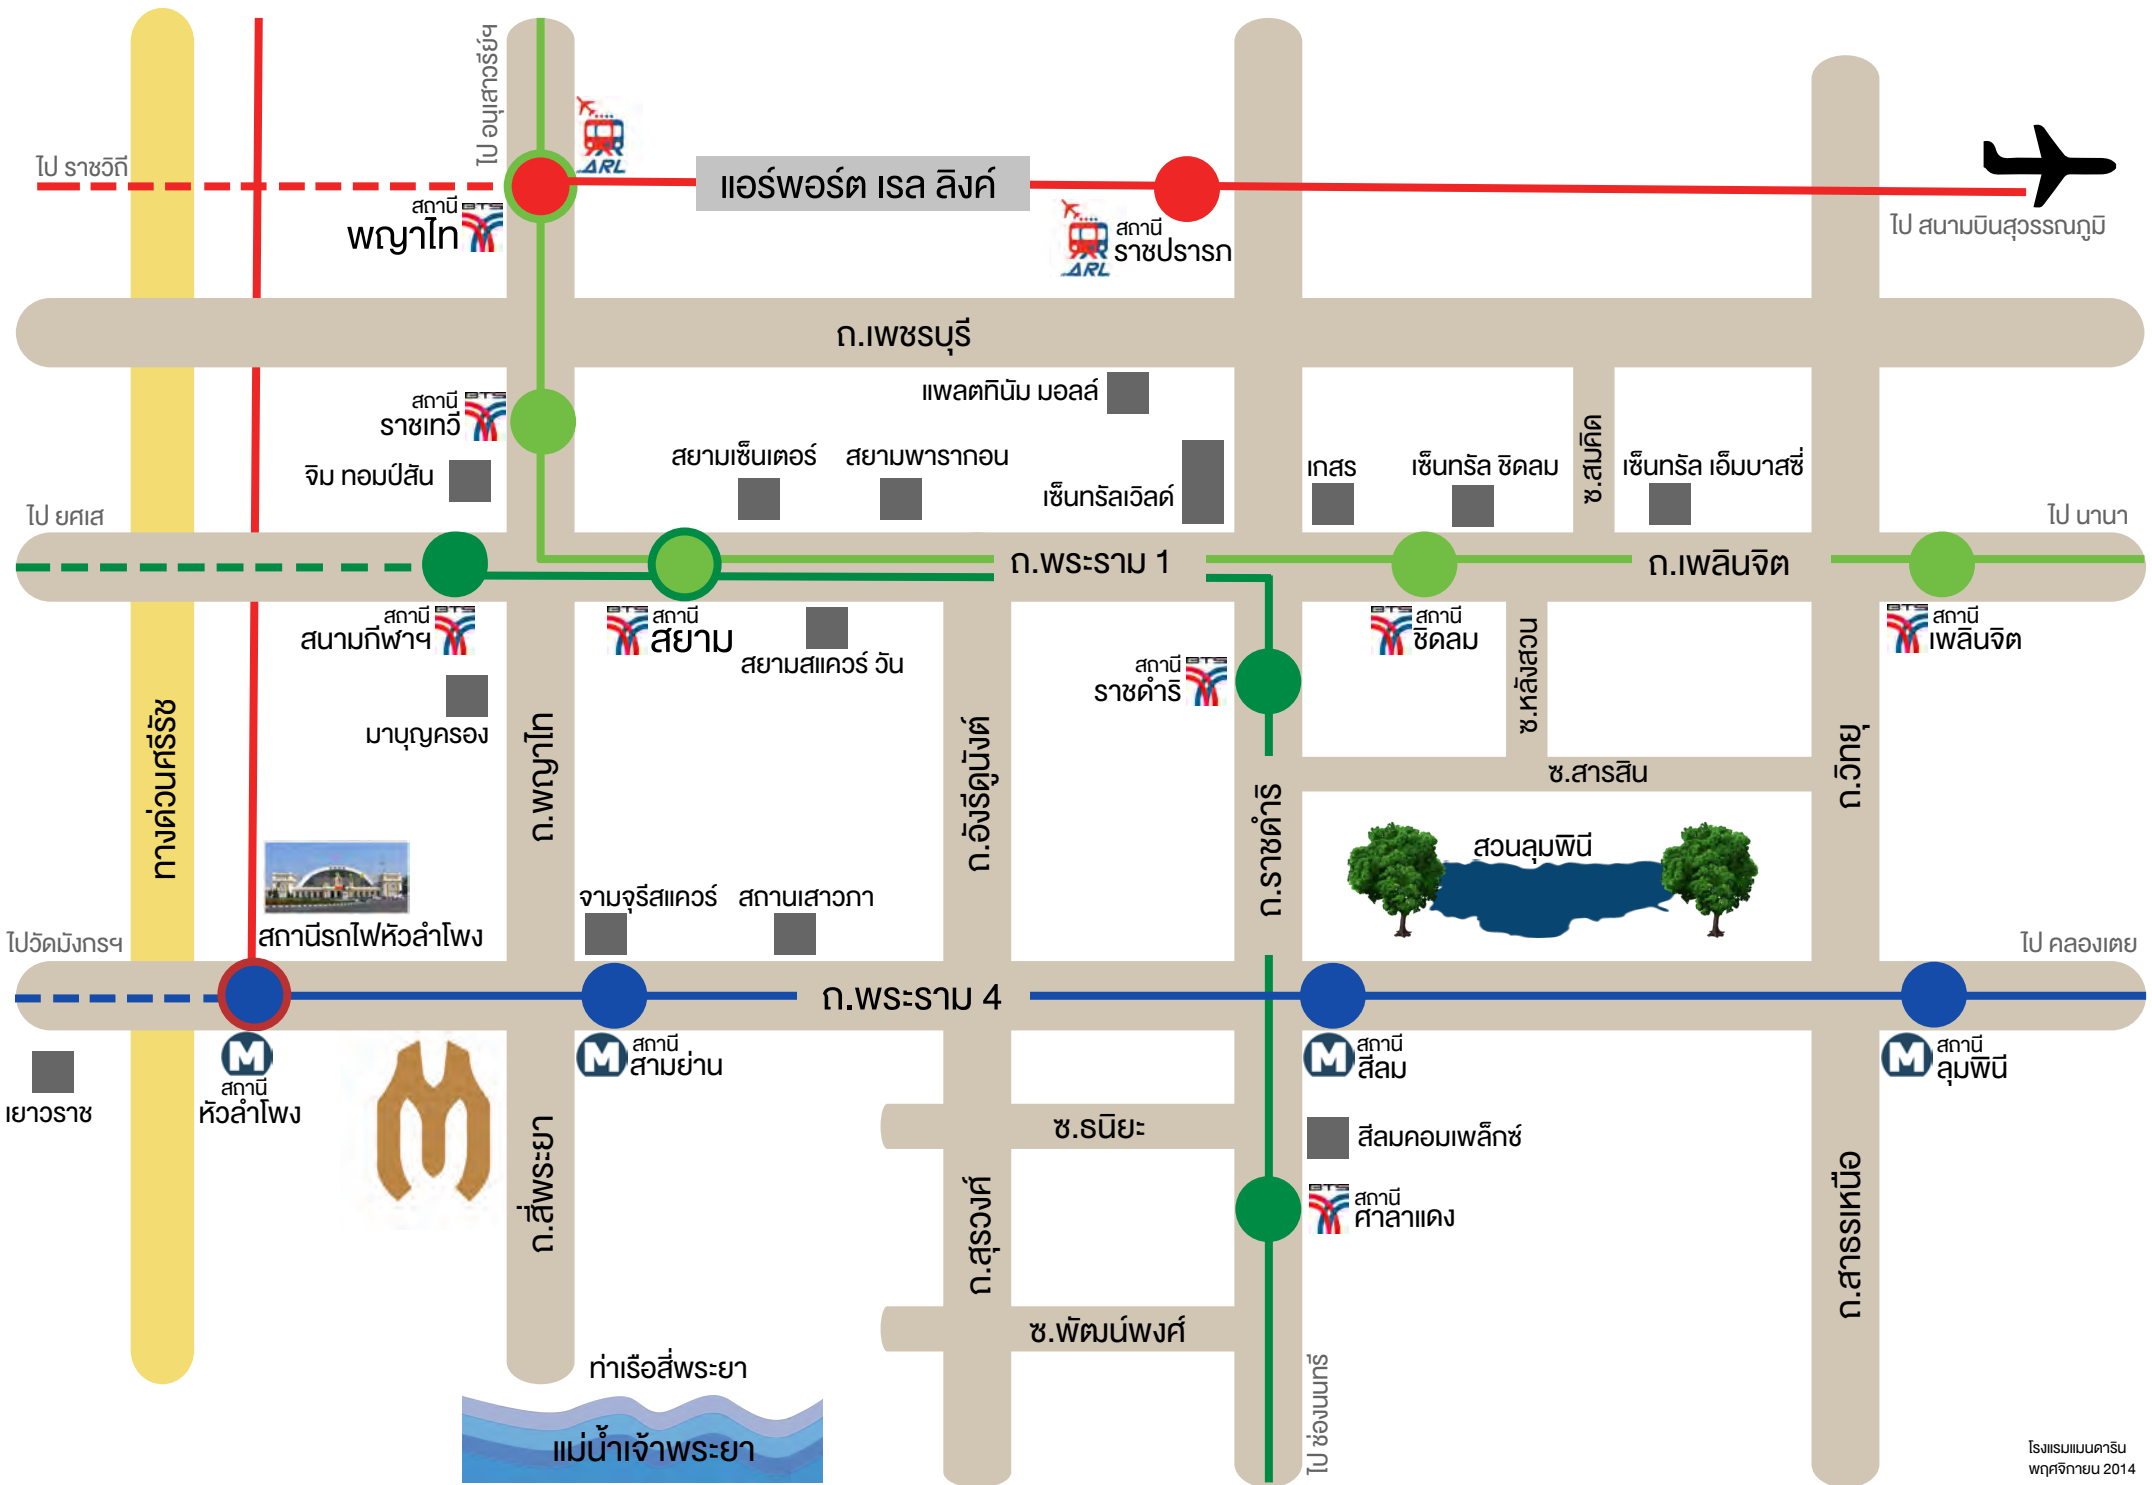 ไป อนุเสาวรีย์ฯ
ไป ราชวิถี
ARL
แอร์พอร์ต เรล ลิงค์
สถานี
พญาไท
BTS
ARL
สถานี
ราชปรารภ
ไป สนามบินสุวรรณภูมิ
ถ.เพชรบุรี
แพลตทินัม มอลล์
สถานี
ราชเทวี
BTS
จิม ทอมป์สัน
สยามเซ็นเตอร์
สยามพารากอน
เซ็นทรัลเวิลด์
เกสร
เซ็นทรัล ชิดลม
ซ.สมคิด
เซ็นทรัล เอ็มบาสซี่
ไป ยศเส
ไป นานา
ถ.พระราม 1
ถ.เพลินจิต
สถานี
สนามกีฬาฯ
BTS
BTS
สถานี
สยาม
สยามสแควร์ วัน
สถานี
ราชดำริ
BTS
BTS
สถานี
ชิดลม
ซ.หลังสวน
BTS
สถานี
เพลินจิต
มาบุญครอง
ทางด่วนศรีรัช
ถ.พญาไท
ถ.อังรีดูนังต์
ถ.ราชดำริ
ซ.สารสิน
ถ.วิทยุ
สวนลุมพินี
สถานีรถไฟหัวลำโพง
จามจุรีสแควร์
สถานเสาวภา
ไปวัดมังกรฯ
ไป คลองเตย
ถ.พระราม 4
เยาวราช
M
สถานี
หัวลำโพง
M
สถานี
สามย่าน
M
สถานี
สีลม
M
สถานี
ลุมพินี
ถ.สี่พระยา
ซ.ธนิยะ
สีลมคอมเพล็กซ์
ถ.สุรวงศ์
BTS
สถานี
ศาลาแดง
ถ.สาธรเหนือ
ซ.พัฒน์พงศ์
ท่าเรือสี่พระยา
แม่น้ำเจ้าพระยา
ไป ช่องนนทรี
โรงแรมแมนดาริน
พฤศจิกายน 2014